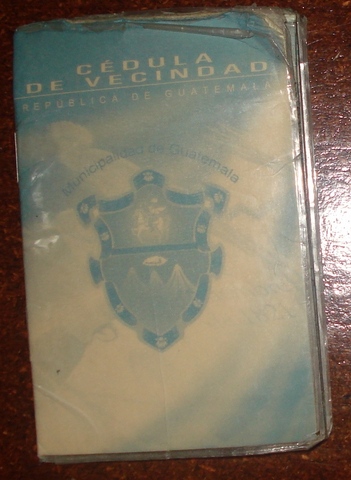 CÉDULA
DE VECINDAD
REPÚBLICA DE GUATEMALA
Municipalidad de Guatemala